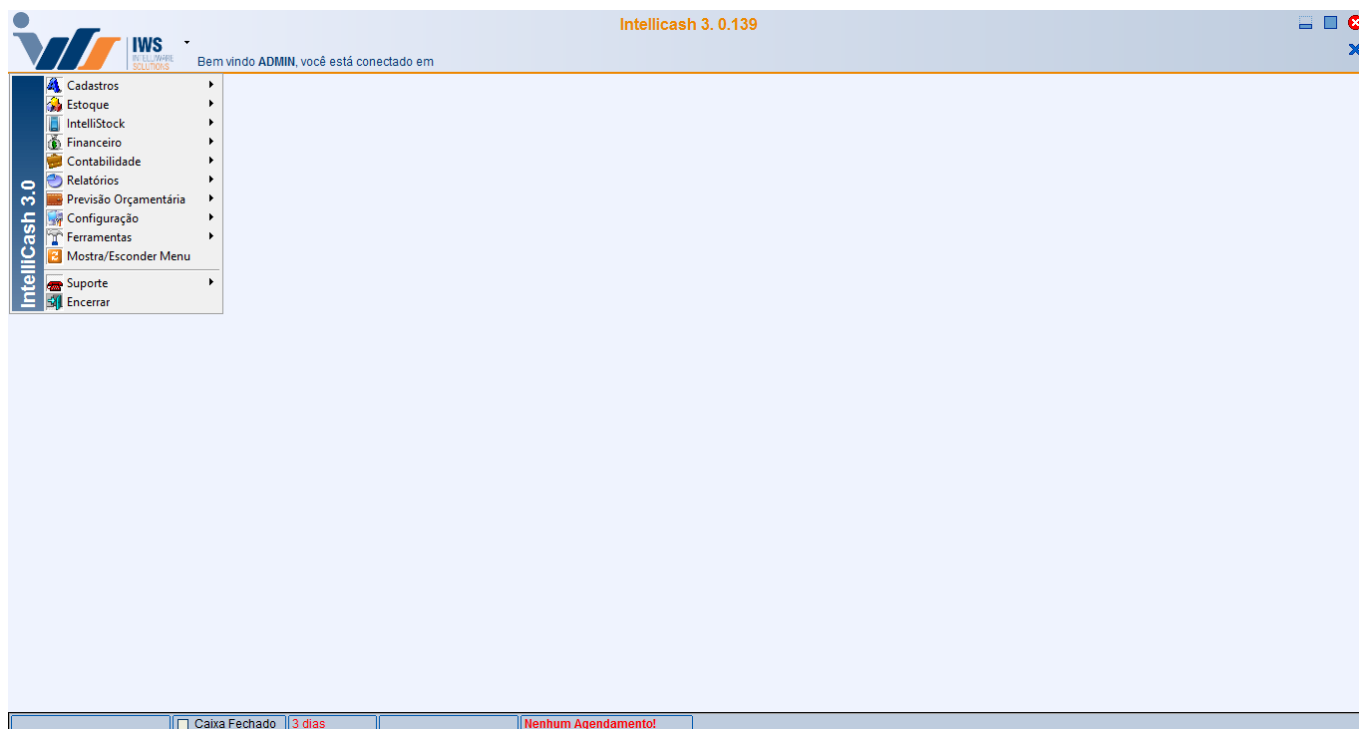 Intellicash 3. 0.139
IWS
INTELLIWARE
SOLUTIONS
Bem vindo ADMIN, você está conectado em
IntelliCash 3.0
Cadastros
Estoque
IntelliStock
Financeiro
Contabilidade
Relatórios
Previsão Orçamentária
Configuração
Ferramentas
Mostra/Esconder Menu
Suporte
Encerrar
Caixa Fechado
3 dias
Nenhum Agendamento!